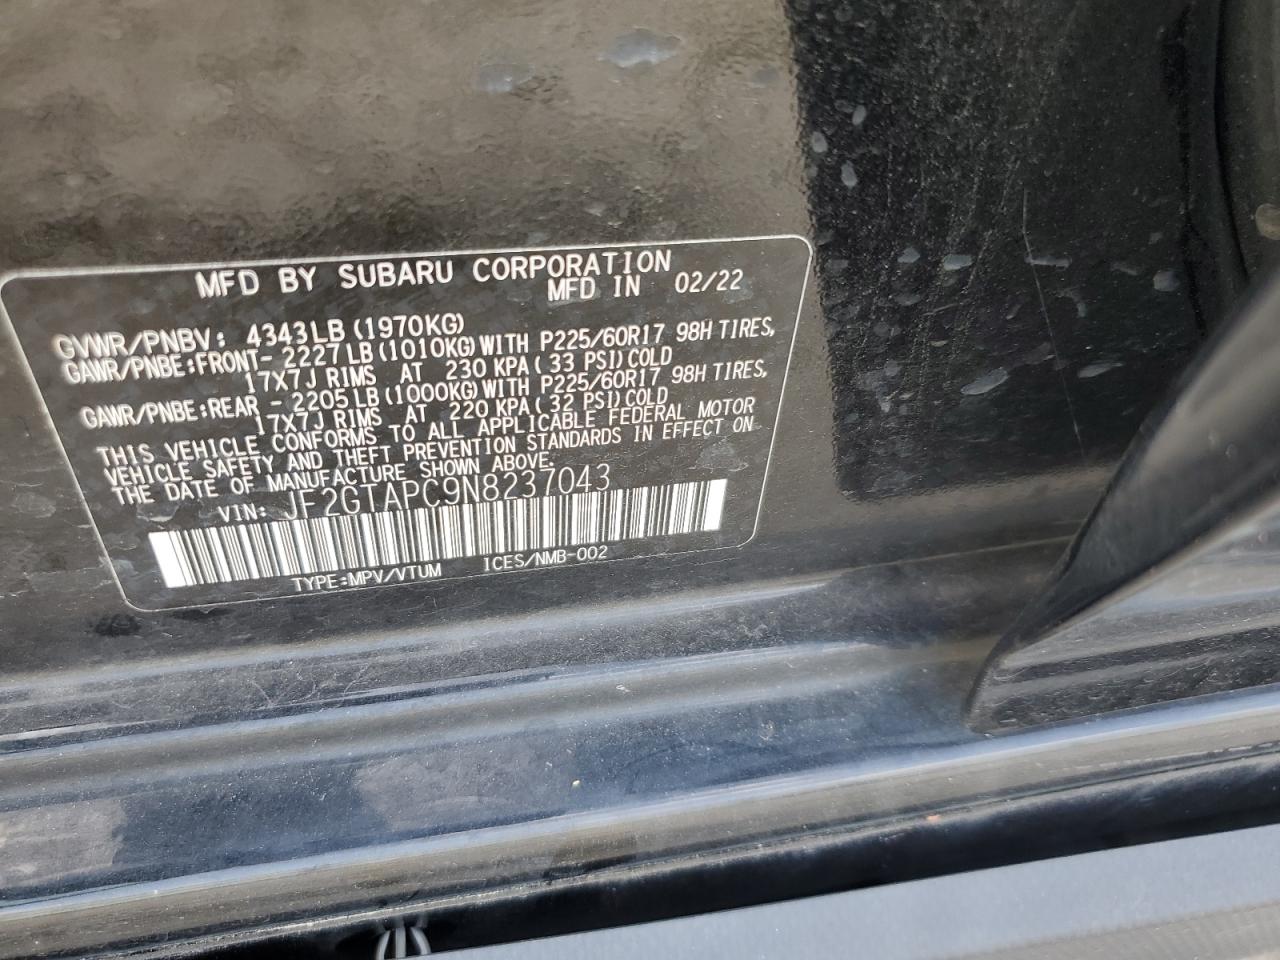 MFD BY SUBARU CORPORATION
MFD IN 02/22
GVWR/PNBV: 4343LB (1970KG)
GAWR/PNBE:FRONT- 2227 LB (1010KG) WITH P225/60R17 98H TIRES,
17X7J RIMS AT 230 KPA ( 33 PSI) COLD
GAWR/PNBE:REAR - 2205 LB (1000KG) WITH P225/60R17 98H TIRES,
17X7J RIMS AT 220 KPA ( 32 PSI) COLD
THIS VEHICLE CONFORMS TO ALL APPLICABLE FEDERAL MOTOR
VEHICLE SAFETY AND THEFT PREVENTION STANDARDS IN EFFECT ON
THE DATE OF MANUFACTURE SHOWN ABOVE.
VIN: JF2GTAPC9N8237043
TYPE:MPV/VTUM ICES/NMB-002